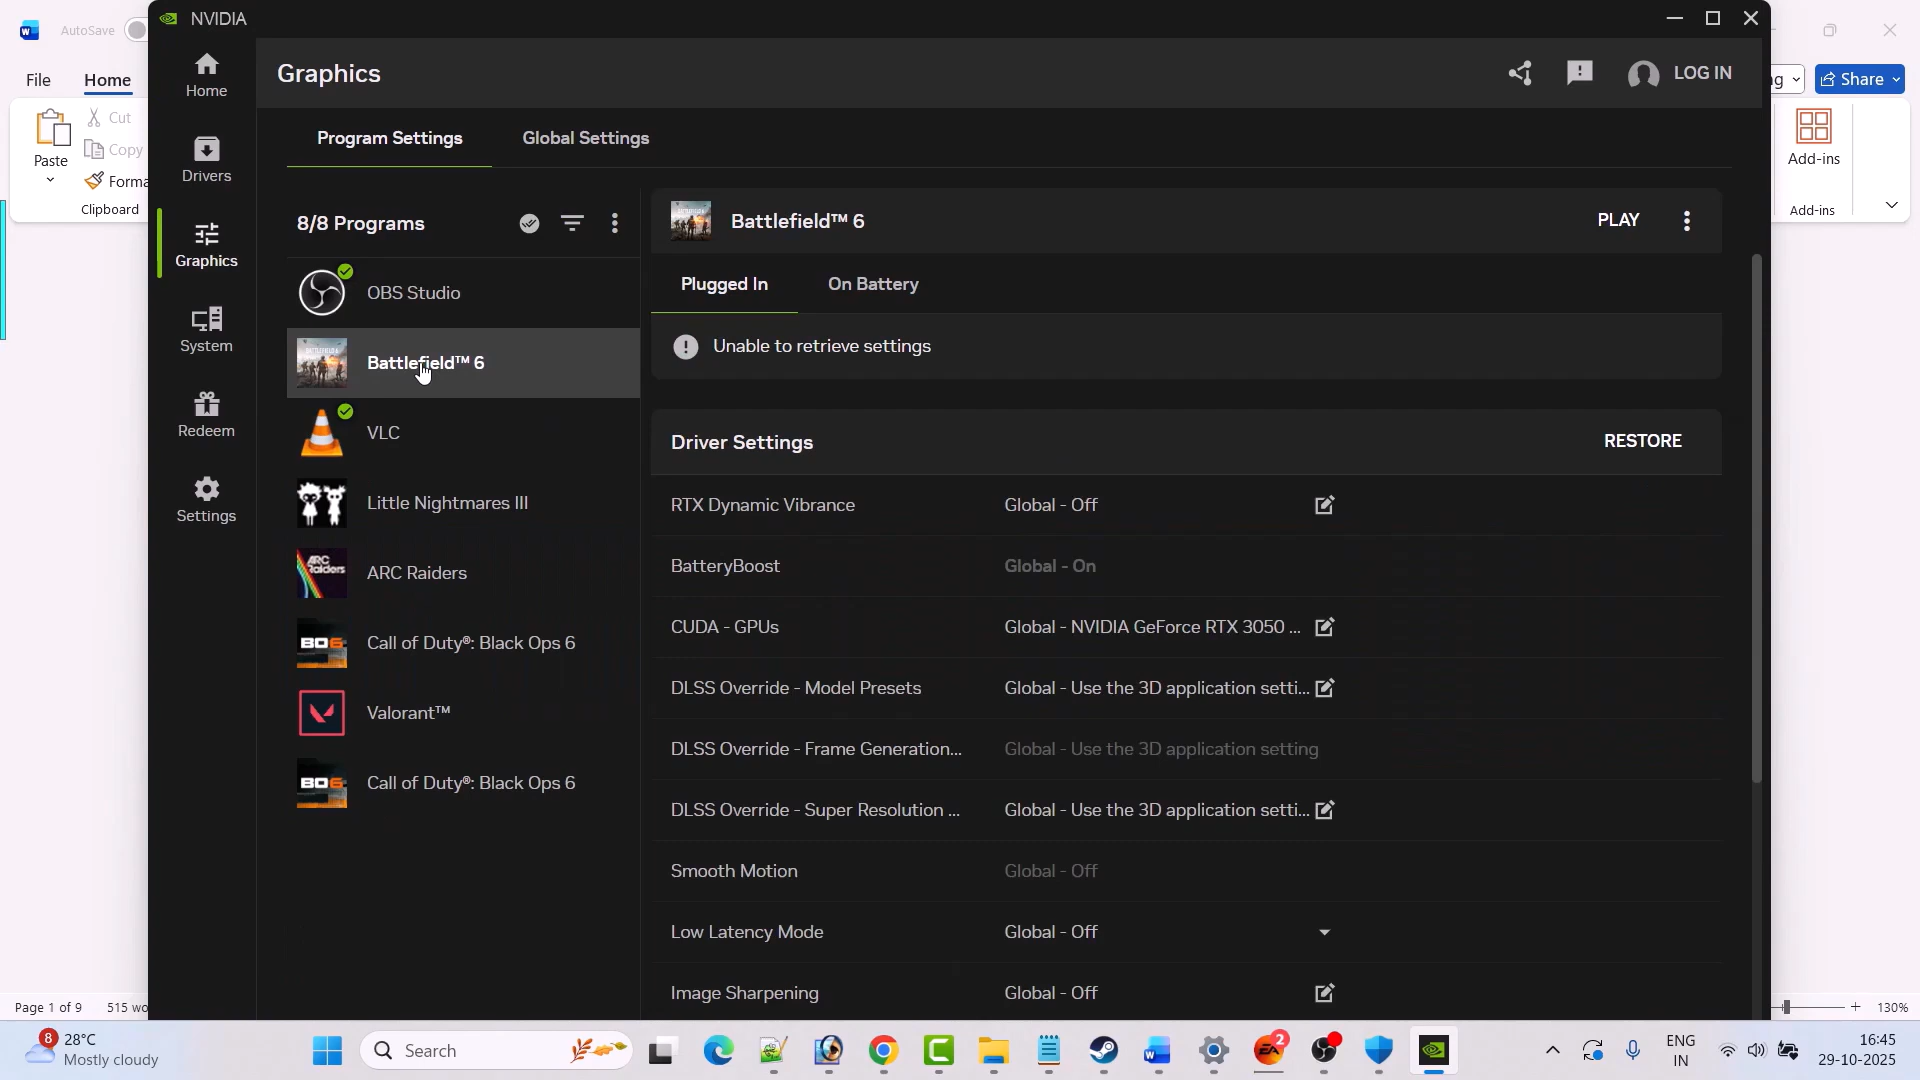 NVIDIA
AutoSave
File
Home
Paste
Cut
Copy
Forma
Clipboard
Home
Drivers
Graphics
System
Redeem
Settings
Graphics
LOG IN
Share
Add-ins
Add-ins
Program Settings
Global Settings
8/8 Programs
OBS Studio
Battlefield™ 6
VLC
Little Nightmares III
ARC Raiders
Call of Duty®: Black Ops 6
Valorant™
Call of Duty®: Black Ops 6
Battlefield™ 6
PLAY
Plugged In
On Battery
Unable to retrieve settings
Driver Settings
RESTORE
RTX Dynamic Vibrance
Global - Off
BatteryBoost
Global - On
CUDA - GPUs
Global - NVIDIA GeForce RTX 3050 ...
DLSS Override - Model Presets
Global - Use the 3D application setti...
DLSS Override - Frame Generation...
Global - Use the 3D application setting
DLSS Override - Super Resolution ...
Global - Use the 3D application setti...
Smooth Motion
Global - Off
Low Latency Mode
Global - Off
Image Sharpening
Global - Off
Page 1 of 9
515 wo
130%
8
28°C
Mostly cloudy
Search
2
ENG
IN
16:45
29-10-2025